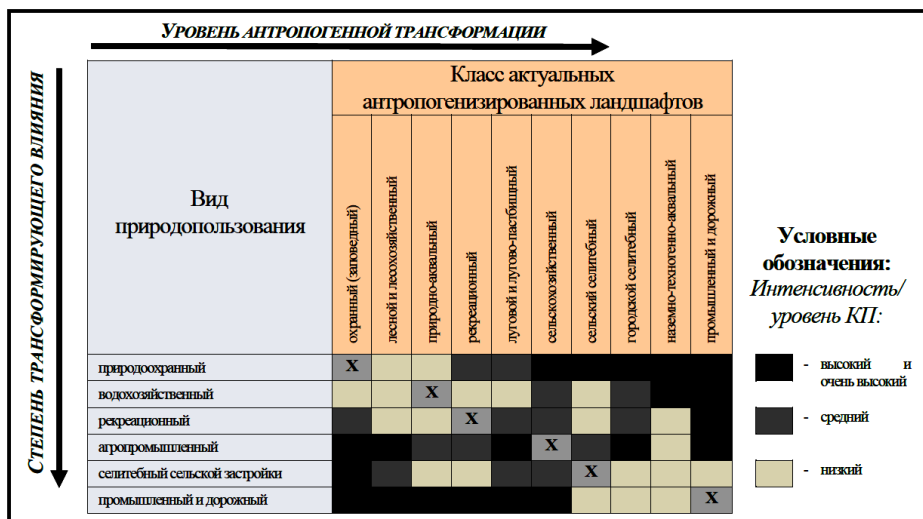 УРОВЕНЬ АНТРОПОГЕННОЙ ТРАНСФОРМАЦИИ
СТЕПЕНЬ ТРАНСФОРМИРУЮЩЕГО ВЛИЯНИЯ
Вид
природопользования
Класс актуальных
антропогенизированных ландшафтов
охранный (заповедный)
лесной и лесохозяйственный
природно-аквальный
рекреационный
луговой и лугово-пастбищный
сельскохозяйственный
сельский селитебный
городской селитебный
наземно-техногенно-аквальный
промышленный и дорожный
природоохранный X
водохозяйственный X
рекреационный X
агропромышленный X
селитебный сельской застройки X
промышленный и дорожный X
Условные
обозначения:
Интенсивность/
уровень КП:
- высокий и
очень высокий
- средний
- низкий